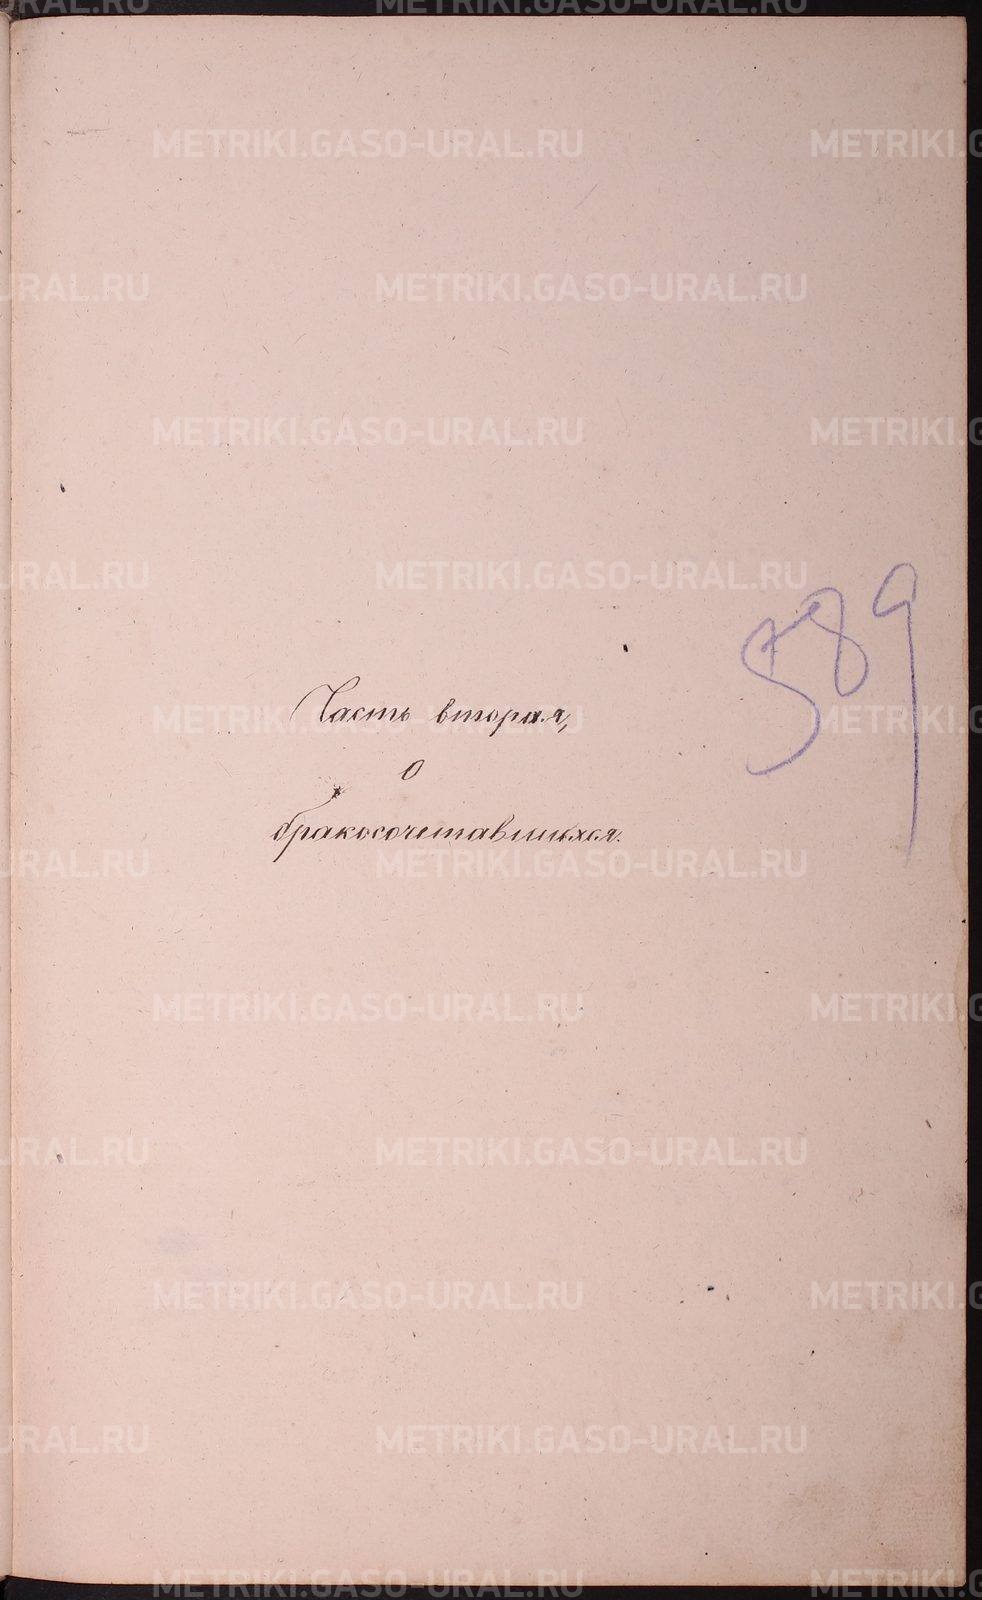 Часть вторая,
о
бракосочетавшихся.
589